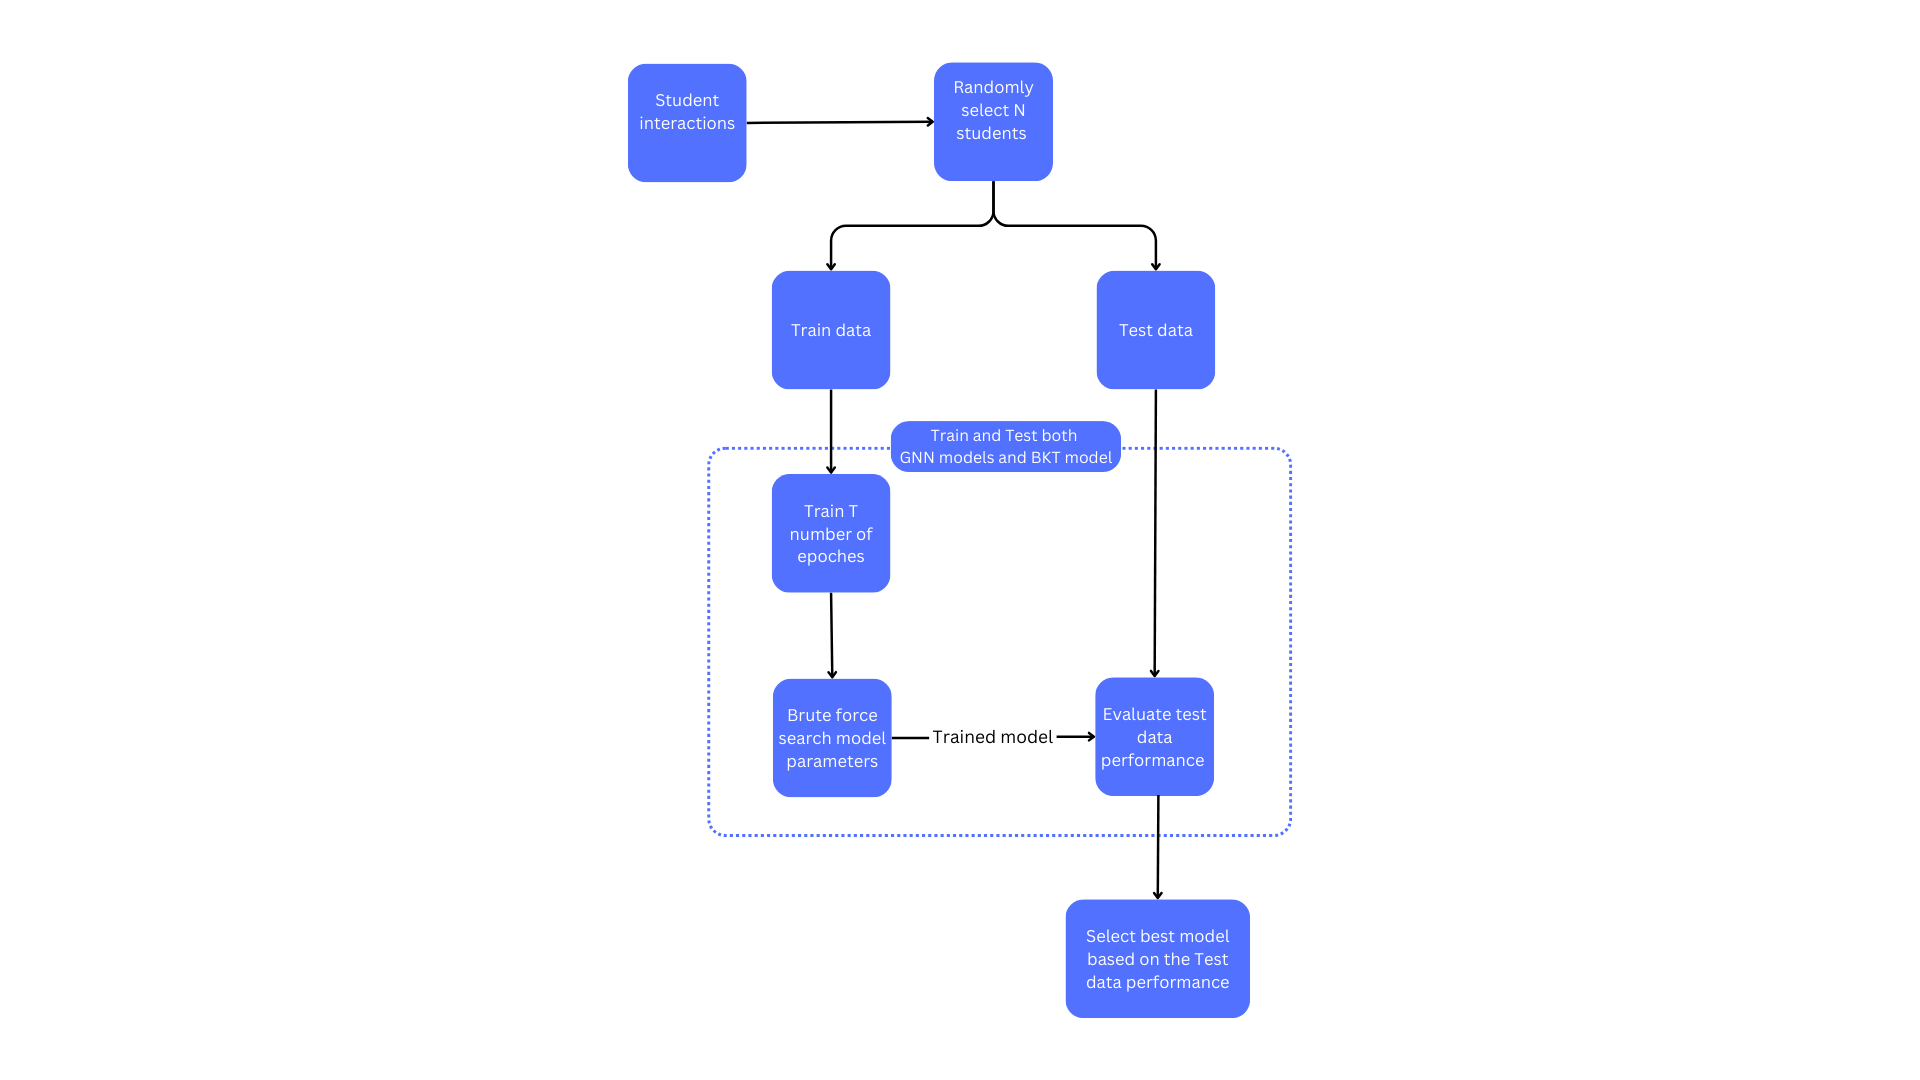 Student
interactions
Randomly
select N
students
Train data
Test data
Train and Test both
GNN models and BKT model
Train T
number of
epoches
Brute force
search model
parameters
Trained model
Evaluate test
data
performance
Select best model
based on the Test
data performance